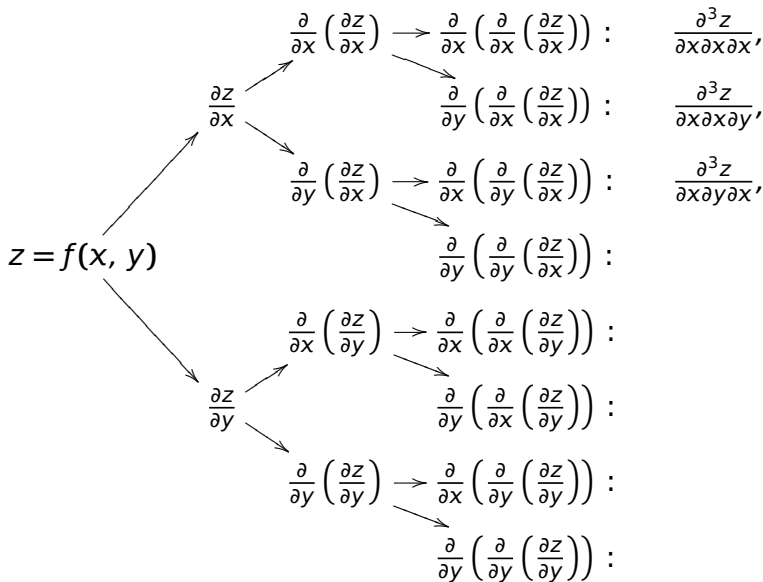 ∂/∂x (∂z/∂x) → ∂/∂x (∂/∂x (∂z/∂x)) : ∂³z/∂x∂x∂x,
∂z/∂x ∂/∂y (∂/∂x (∂z/∂x)) : ∂³z/∂x∂x∂y,
∂/∂y (∂z/∂x) → ∂/∂x (∂/∂y (∂z/∂x)) : ∂³z/∂x∂y∂x,
z = f(x, y) ∂/∂y (∂/∂y (∂z/∂x)) :
∂/∂x (∂z/∂y) → ∂/∂x (∂/∂x (∂z/∂y)) :
∂z/∂y ∂/∂y (∂/∂x (∂z/∂y)) :
∂/∂y (∂z/∂y) → ∂/∂x (∂/∂y (∂z/∂y)) :
∂/∂y (∂/∂y (∂z/∂y)) :